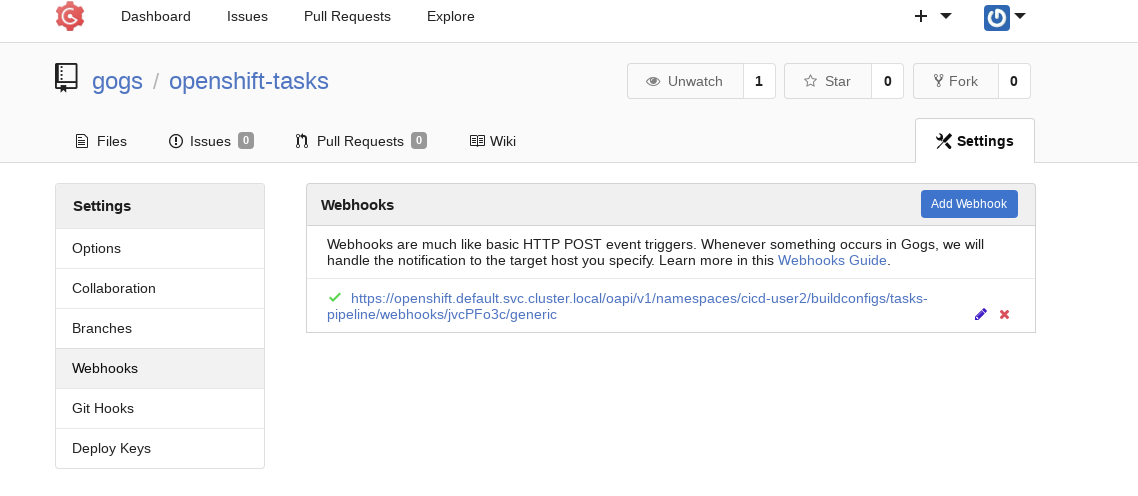 Dashboard Issues Pull Requests Explore
gogs / openshift-tasks
Unwatch 1 Star 0 Fork 0
Files Issues 0 Pull Requests 0 Wiki Settings
Settings
Options
Collaboration
Branches
Webhooks
Git Hooks
Deploy Keys
Webhooks Add Webhook
Webhooks are much like basic HTTP POST event triggers. Whenever something occurs in Gogs, we will
handle the notification to the target host you specify. Learn more in this Webhooks Guide.
https://openshift.default.svc.cluster.local/oapi/v1/namespaces/cicd-user2/buildconfigs/tasks-
pipeline/webhooks/jvcPFo3c/generic